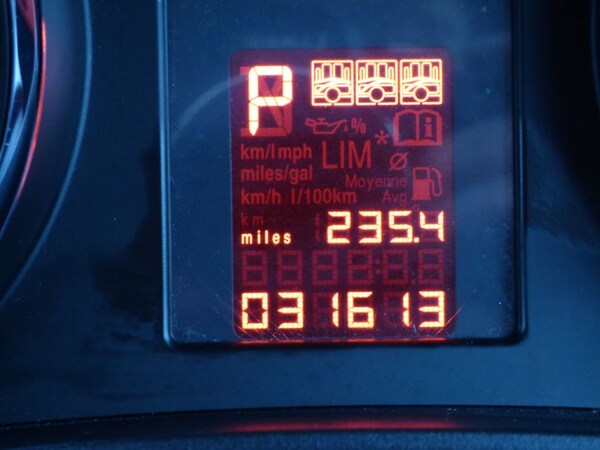 P
%
km/l mph LIM *
miles/gal
Moyenne
km/h l/100km Avg
km
miles 235.4
031613